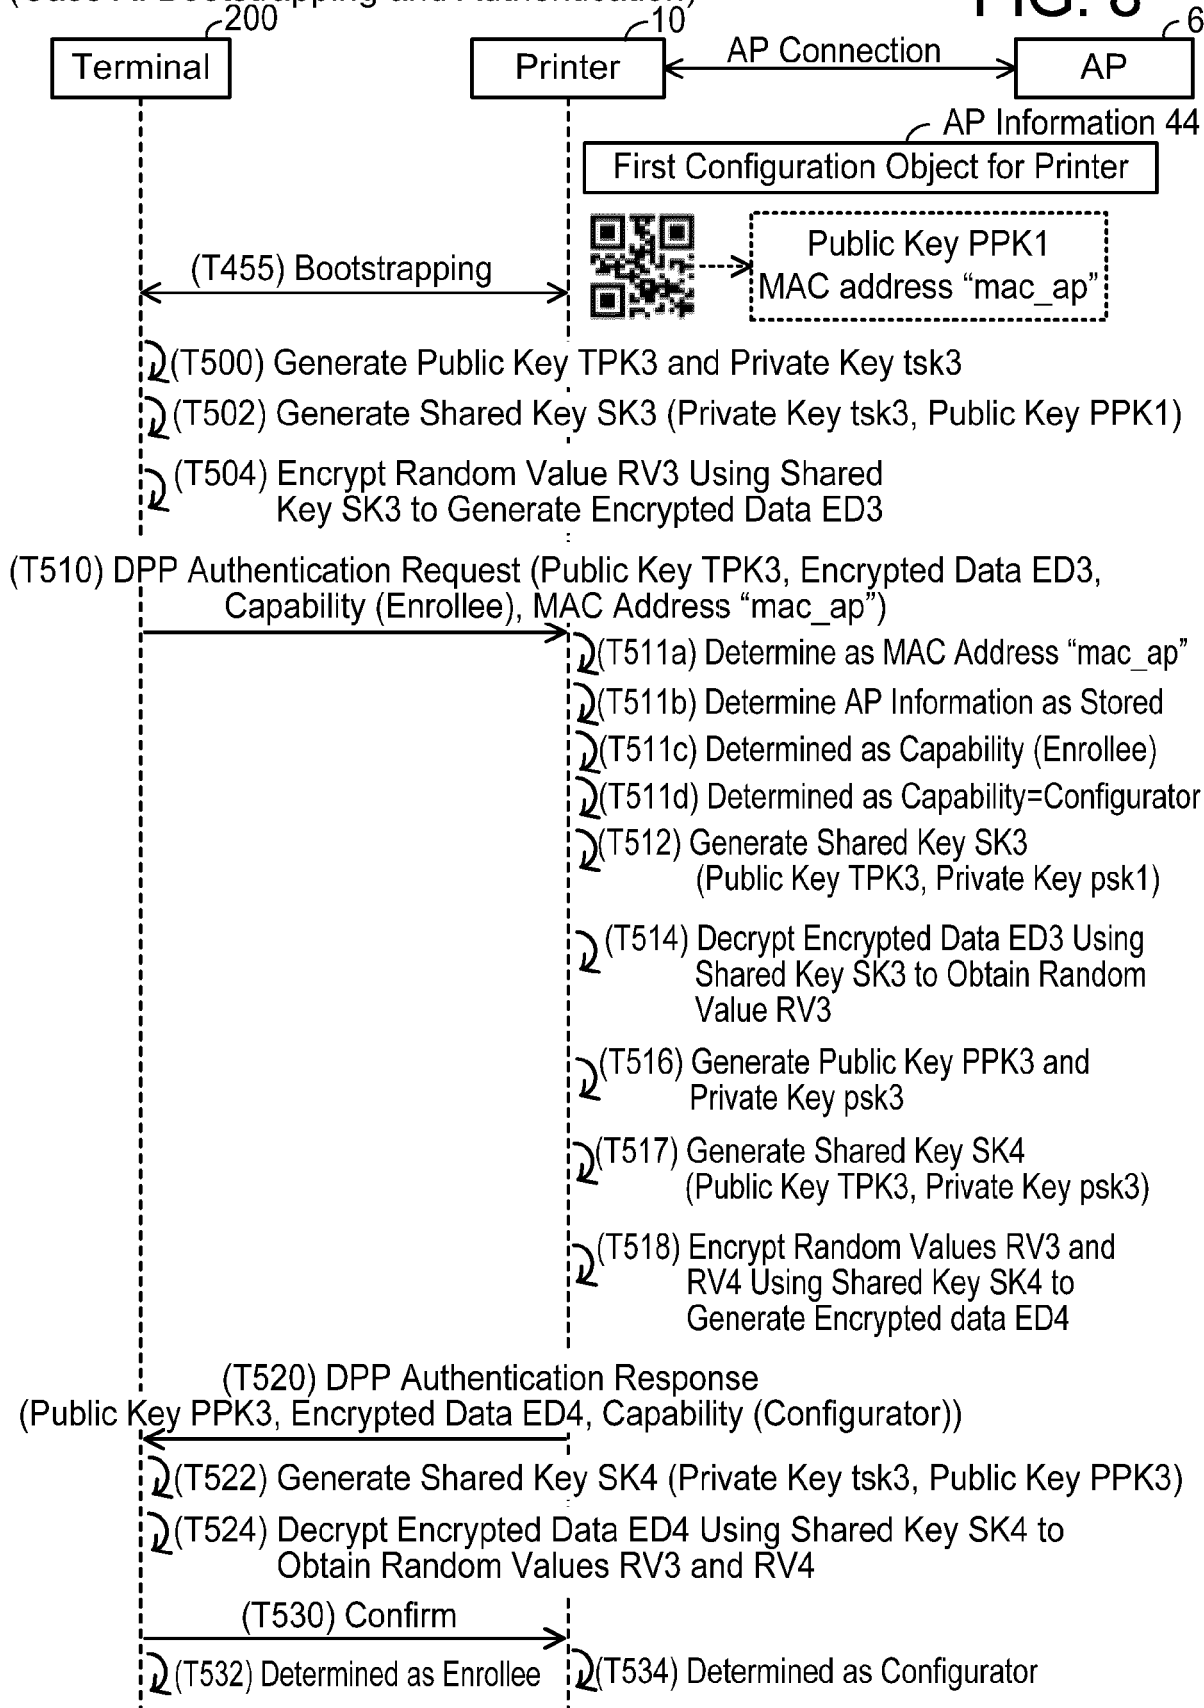 (Case A: Bootstrapping and Authentication)
FIG. 8
200
10
6
Terminal
Printer
AP Connection
AP
AP Information 44
First Configuration Object for Printer
(T455) Bootstrapping
Public Key PPK1
MAC address “mac_ap”
(T500) Generate Public Key TPK3 and Private Key tsk3
(T502) Generate Shared Key SK3 (Private Key tsk3, Public Key PPK1)
(T504) Encrypt Random Value RV3 Using Shared
Key SK3 to Generate Encrypted Data ED3
(T510) DPP Authentication Request (Public Key TPK3, Encrypted Data ED3,
Capability (Enrollee), MAC Address “mac_ap”)
(T511a) Determine as MAC Address “mac_ap”
(T511b) Determine AP Information as Stored
(T511c) Determined as Capability (Enrollee)
(T511d) Determined as Capability=Configurator
(T512) Generate Shared Key SK3
(Public Key TPK3, Private Key psk1)
(T514) Decrypt Encrypted Data ED3 Using
Shared Key SK3 to Obtain Random
Value RV3
(T516) Generate Public Key PPK3 and
Private Key psk3
(T517) Generate Shared Key SK4
(Public Key TPK3, Private Key psk3)
(T518) Encrypt Random Values RV3 and
RV4 Using Shared Key SK4 to
Generate Encrypted data ED4
(T520) DPP Authentication Response
(Public Key PPK3, Encrypted Data ED4, Capability (Configurator))
(T522) Generate Shared Key SK4 (Private Key tsk3, Public Key PPK3)
(T524) Decrypt Encrypted Data ED4 Using Shared Key SK4 to
Obtain Random Values RV3 and RV4
(T530) Confirm
(T532) Determined as Enrollee
(T534) Determined as Configurator